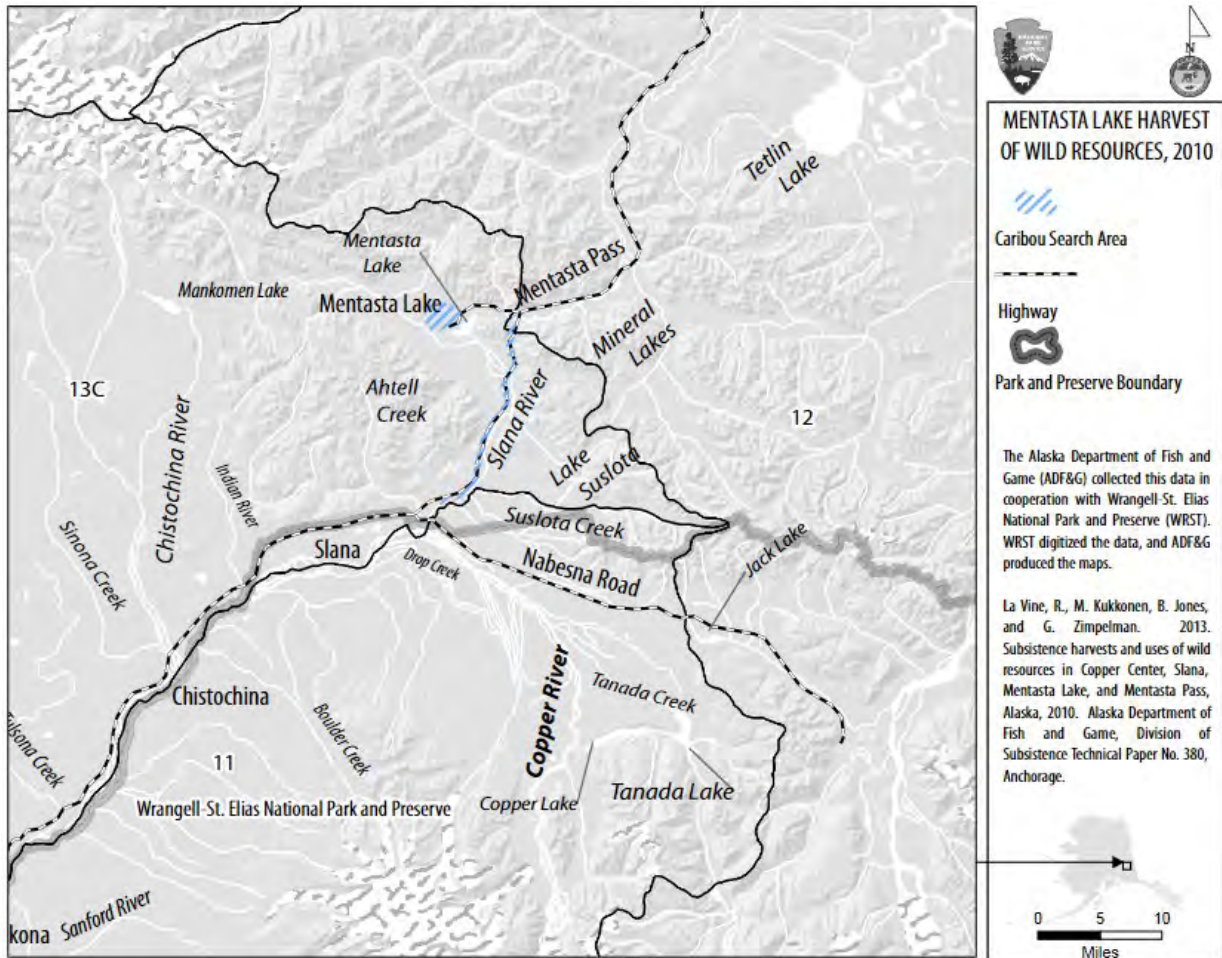 Tetlin
Lake
Mentasta
Lake
Mentasta Pass
Mankomen Lake
Mentasta Lake
Mineral
Lakes
13C
Ahtell
Creek
12
Chistochina River
Slana River
Lake
Suslota
Indian River
Sinona Creek
Suslota Creek
Slana
Drop Creek
Nabesna Road
Jack Lake
Copper River
Tanada Creek
Chistochina
Boulder Creek
Tulsona Creek
11
Wrangell-St. Elias National Park and Preserve
Copper Lake
Tanada Lake
kona
Sanford River
N
MENTASTA LAKE HARVEST
OF WILD RESOURCES, 2010
Caribou Search Area
Highway
Park and Preserve Boundary
The Alaska Department of Fish and
Game (ADF&G) collected this data in
cooperation with Wrangell-St. Elias
National Park and Preserve (WRST).
WRST digitized the data, and ADF&G
produced the maps.
La Vine, R., M. Kukkonen, B. Jones,
and G. Zimpelman. 2013.
Subsistence harvests and uses of wild
resources in Copper Center, Slana,
Mentasta Lake, and Mentasta Pass,
Alaska, 2010. Alaska Department of
Fish and Game, Division of
Subsistence Technical Paper No. 380,
Anchorage.
0 5 10
Miles